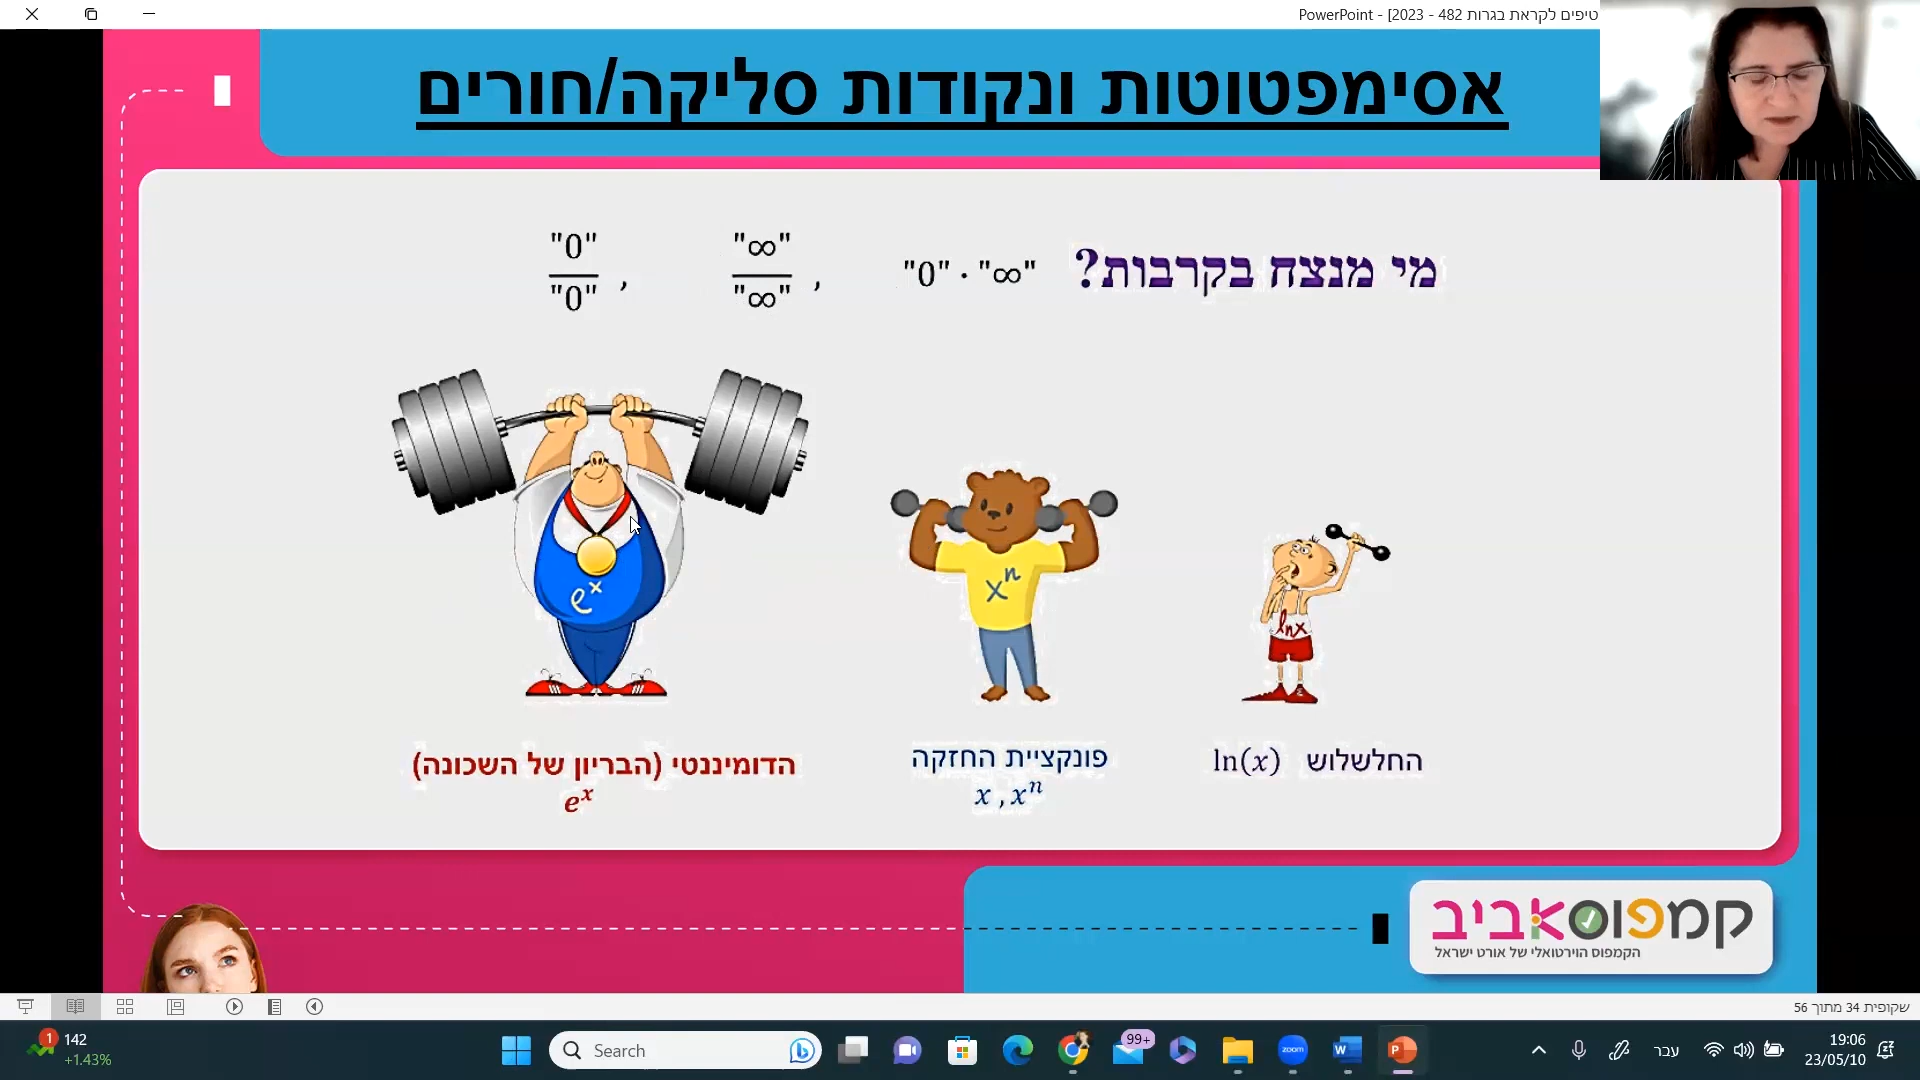 טיפים לקראת בגרות 482 - 2023] - PowerPoint
אסימפטוטות ונקודות סליקה/חורים
מי מנצח בקרבות? "0" · "∞" , "∞"/"∞" , "0"/"0"
e^x
x^n
lnx
החלשלוש ln(x)
פונקציית החזקה
x , x^n
הדומיננטי (הבריון של השכונה)
e^x
קמפוסאביב
הקמפוס הוירטואלי של אורט ישראל
שקופית 34 מתוך 56
1
142
+1.43%
Search
99+
zoom
W
P
עבר
19:06
23/05/10